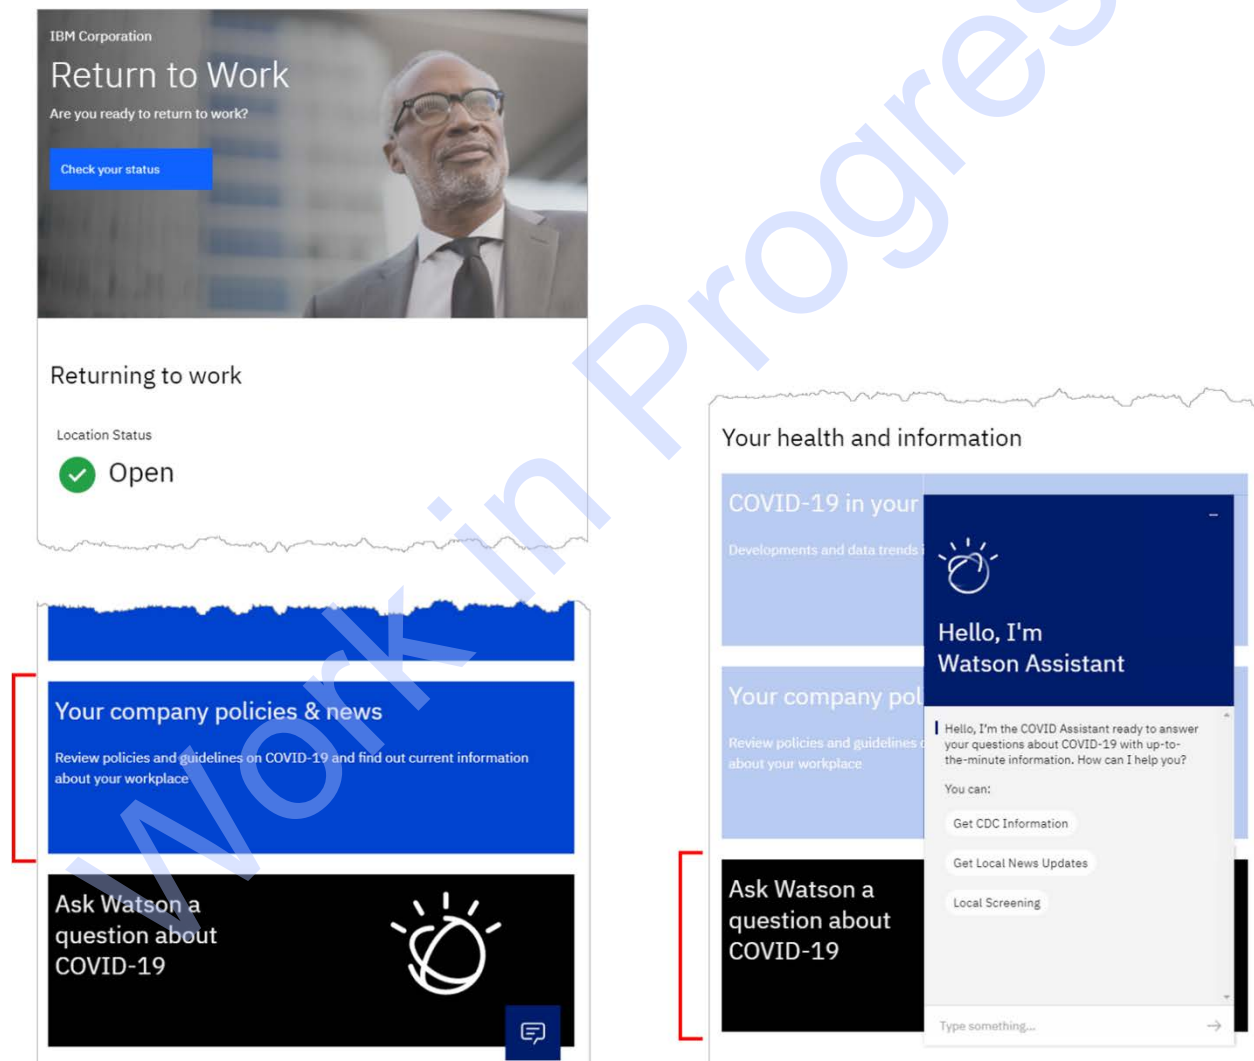 IBM Corporation
Return to Work
Are you ready to return to work?
Check your status
Returning to work
Location Status
Open
Your company policies & news
Review policies and guidelines on COVID-19 and find out current information
about your workplace
Ask Watson a
question about
COVID-19
Your health and information
COVID-19 in your
Developments and data trends
Your company pol
Review policies and guidelines
about your workplace
Ask Watson a
question about
COVID-19
Hello, I'm
Watson Assistant
Hello, I'm the COVID Assistant ready to answer
your questions about COVID-19 with up-to-
the-minute information. How can I help you?
You can:
Get CDC Information
Get Local News Updates
Local Screening
Type something...
Work in Progres